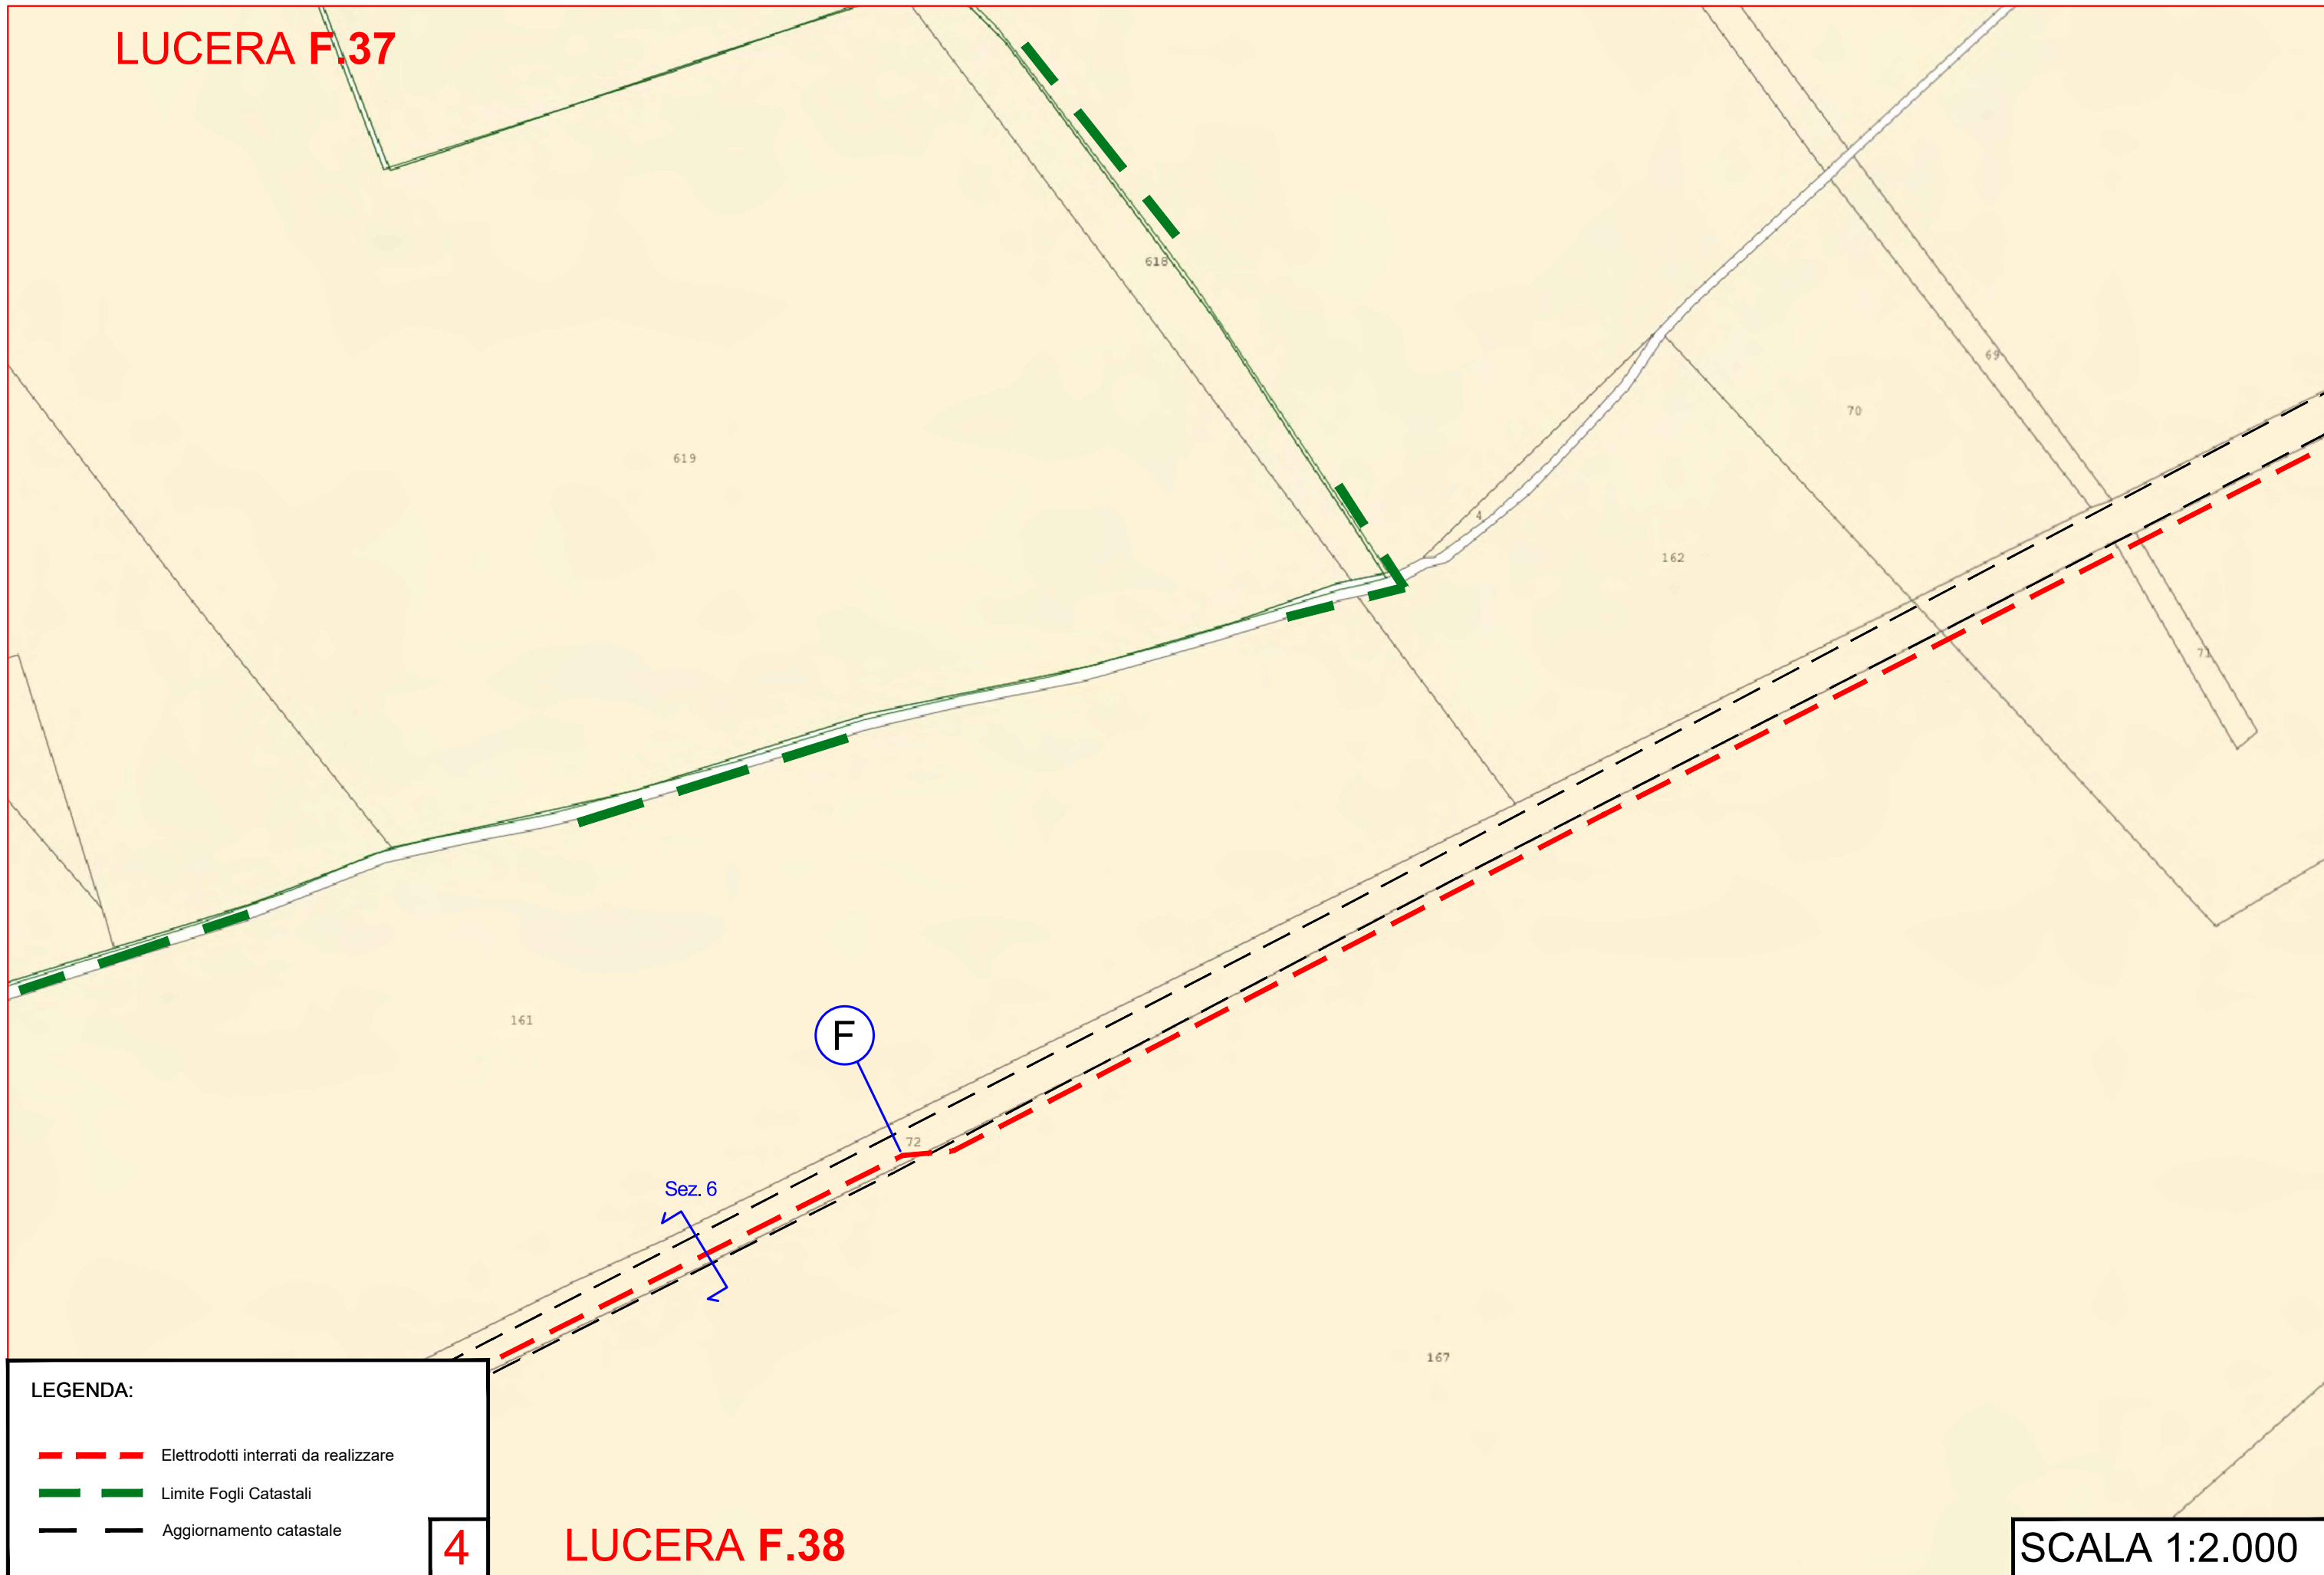 LUCERA F.37
618
69
70
619
4
162
71
161
F
72
Sez. 6
167
LEGENDA:
Elettrodotti interrati da realizzare
Limite Fogli Catastali
Aggiornamento catastale
4
LUCERA F.38
SCALA 1:2.000